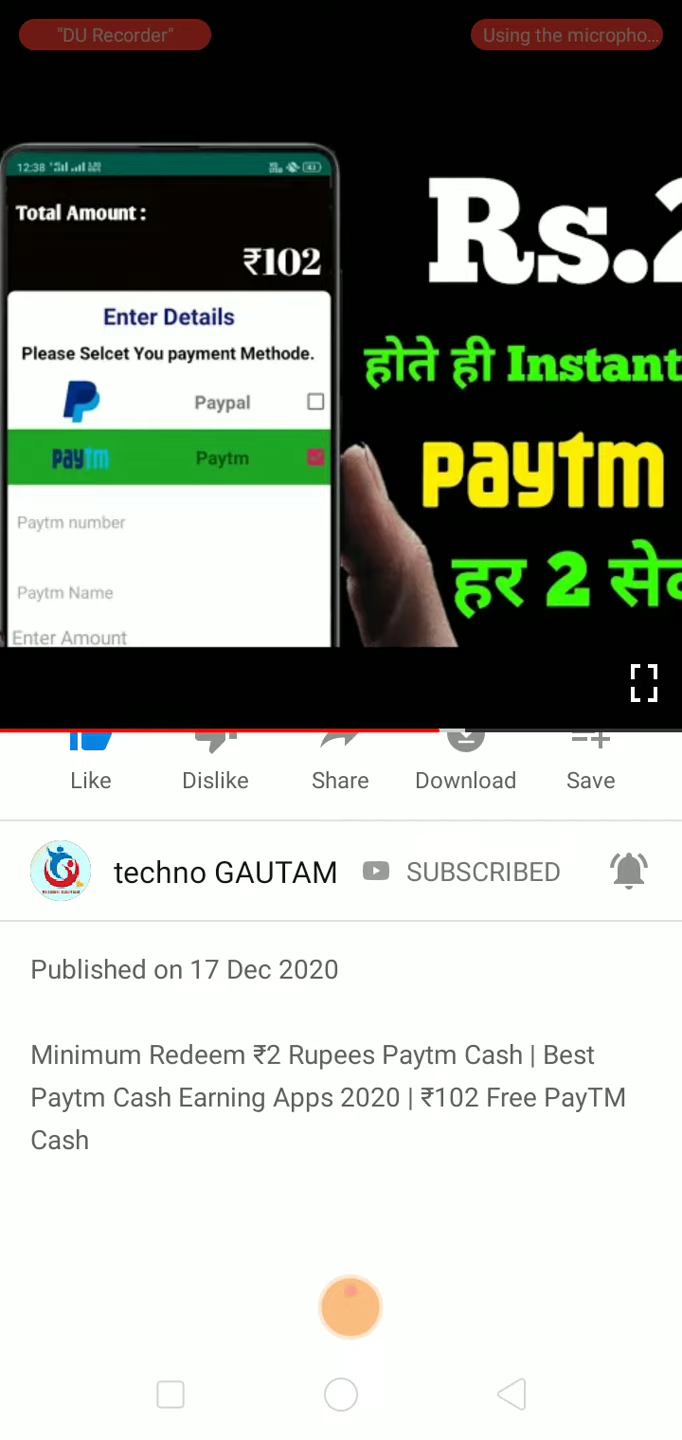 "DU Recorder"
Using the micropho...
12:38
Total Amount :
₹102
Enter Details
Please Selcet You payment Methode.
Paypal
paytm
Paytm
Paytm number
Paytm Name
Enter Amount
Rs.2
होते ही Instant
paytm
हर 2
Like
Dislike
Share
Download
Save
techno GAUTAM
SUBSCRIBED
Published on 17 Dec 2020
Minimum Redeem ₹2 Rupees Paytm Cash | Best
Paytm Cash Earning Apps 2020 | ₹102 Free PayTM
Cash